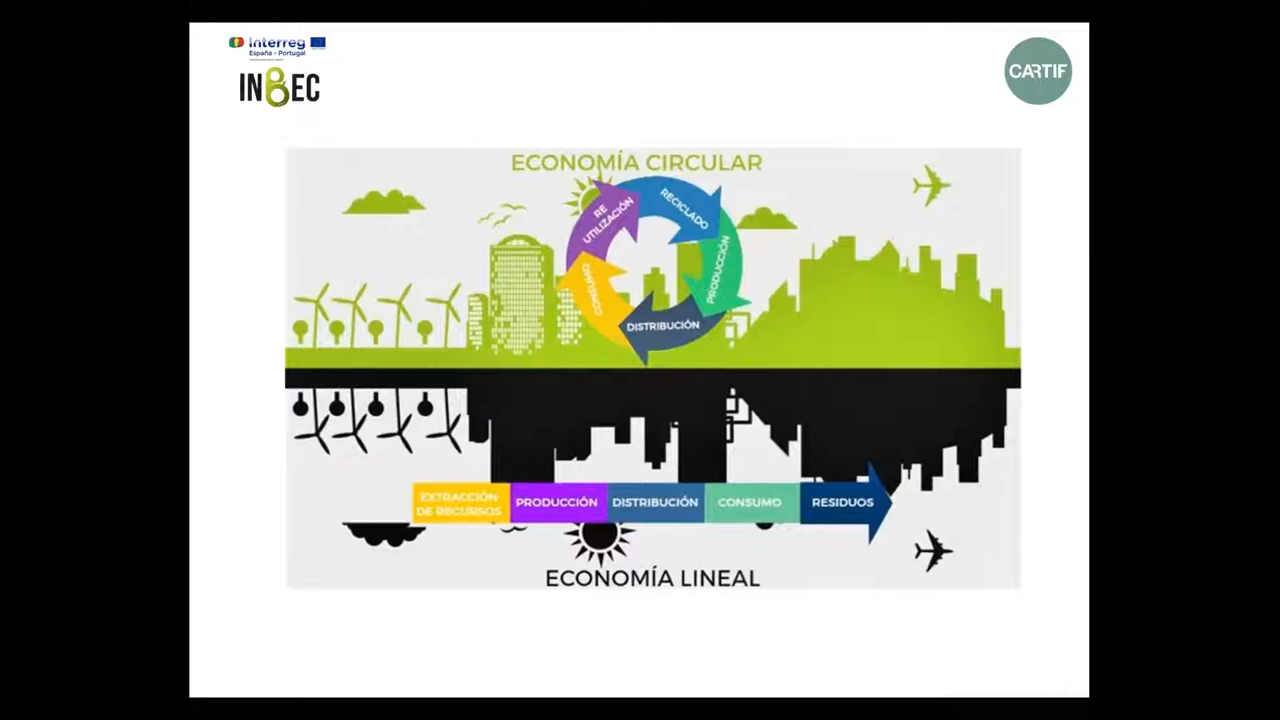 Interreg
España - Portugal
INBEC
CARTIF
ECONOMÍA CIRCULAR
RE
UTILIZACIÓN
RECICLADO
PRODUCCIÓN
DISTRIBUCIÓN
CONSUMO
EXTRACCIÓN
DE RECURSOS
PRODUCCIÓN
DISTRIBUCIÓN
CONSUMO
RESIDUOS
ECONOMÍA LINEAL